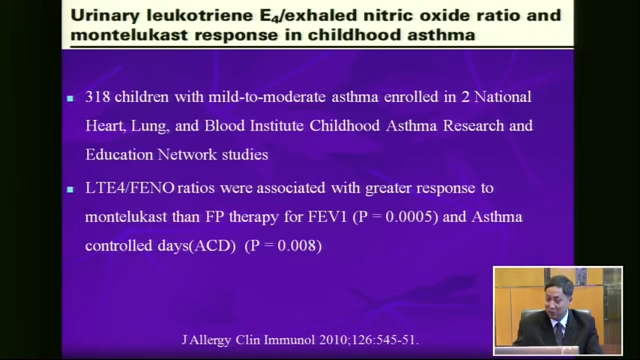 Urinary leukotriene E4/exhaled nitric oxide ratio and
montelukast response in childhood asthma
318 children with mild-to-moderate asthma enrolled in 2 National
Heart, Lung, and Blood Institute Childhood Asthma Research and
Education Network studies
LTE4/FENO ratios were associated with greater response to
montelukast than FP therapy for FEV1 (P = 0.0005) and Asthma
controlled days(ACD) (P = 0.008)
J Allergy Clin Immunol 2010;126:545-51.